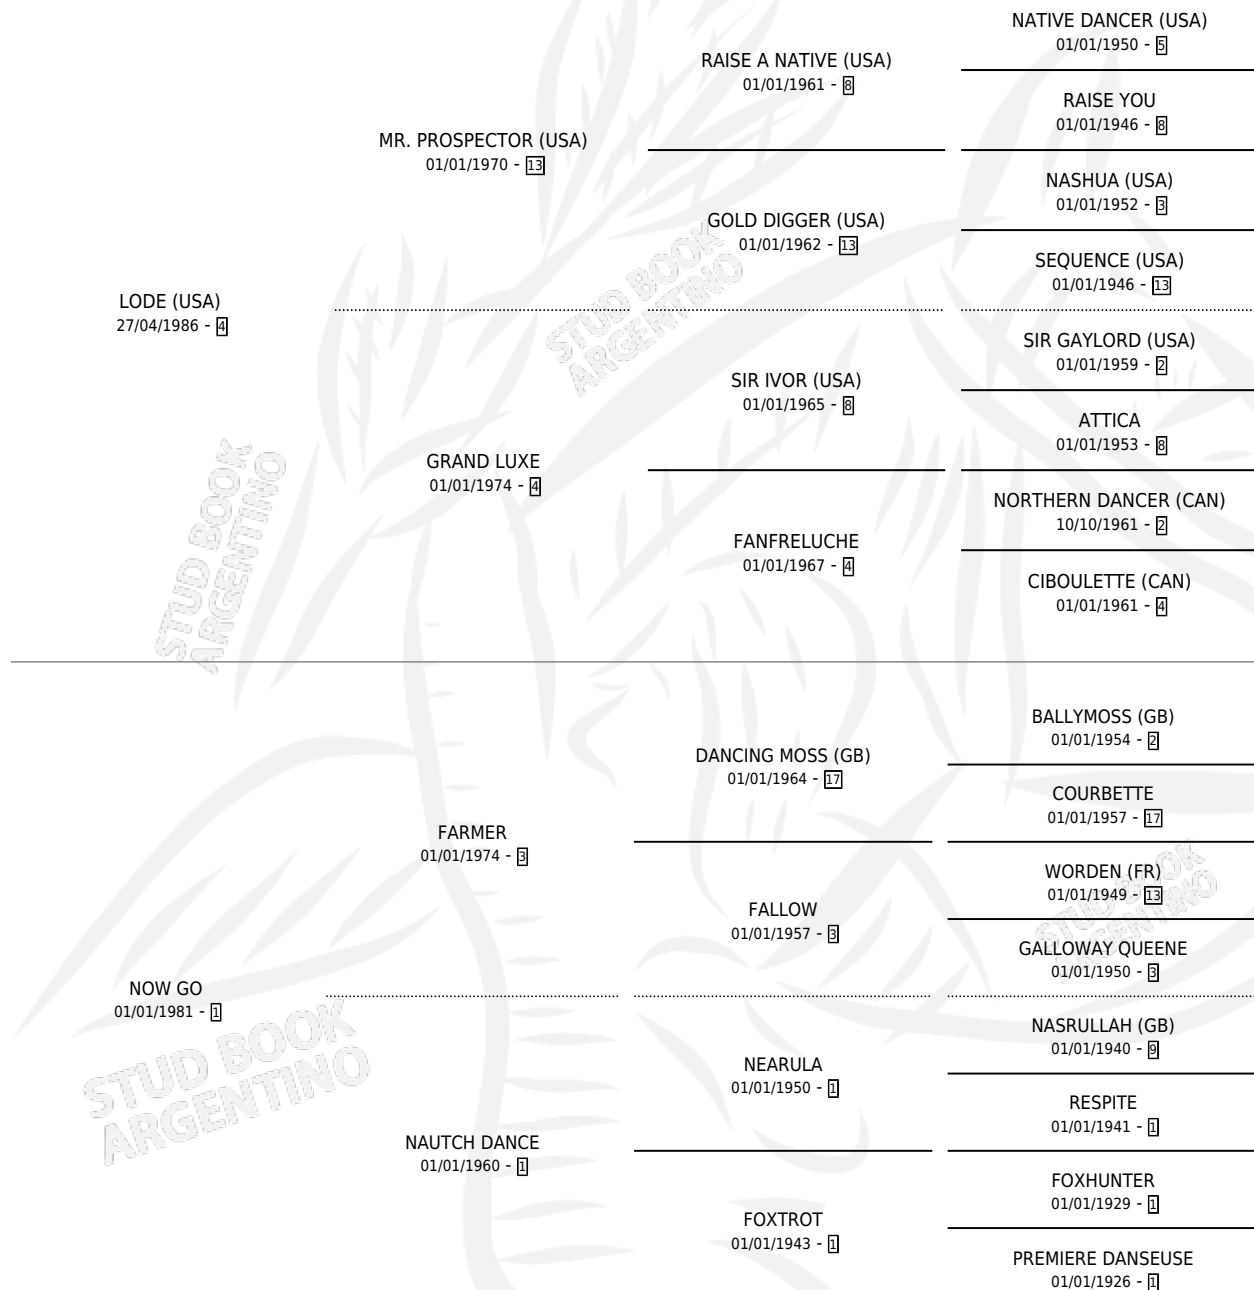 NATIVE DANCER (USA)
01/01/1950 - 5
RAISE A NATIVE (USA)
01/01/1961 - 8
RAISE YOU
01/01/1946 - 8
MR. PROSPECTOR (USA)
01/01/1970 - 13
NASHUA (USA)
01/01/1952 - 3
GOLD DIGGER (USA)
01/01/1962 - 13
SEQUENCE (USA)
01/01/1946 - 13
LODE (USA)
27/04/1986 - 4
SIR GAYLORD (USA)
01/01/1959 - 2
SIR IVOR (USA)
01/01/1965 - 8
ATTICA
01/01/1953 - 8
GRAND LUXE
01/01/1974 - 4
NORTHERN DANCER (CAN)
10/10/1961 - 2
FANFRELUCHE
01/01/1967 - 4
CIBOULETTE (CAN)
01/01/1961 - 4
BALLYMOSS (GB)
01/01/1954 - 2
DANCING MOSS (GB)
01/01/1964 - 17
COURBETTE
01/01/1957 - 17
FARMER
01/01/1974 - 3
WORDEN (FR)
01/01/1949 - 13
FALLOW
01/01/1957 - 3
GALLOWAY QUEENE
01/01/1950 - 3
NOW GO
01/01/1981 - 1
NASRULLAH (GB)
01/01/1940 - 9
NEARULA
01/01/1950 - 1
RESPITE
01/01/1941 - 1
NAUTCH DANCE
01/01/1960 - 1
FOXHUNTER
01/01/1929 - 1
FOXTROT
01/01/1943 - 1
PREMIERE DANSEUSE
01/01/1926 - 1
STUD BOOK
ARGENTINO
STUD BOOK
ARGENTINO
STUD BOOK
ARGENTINO
STUD BOOK
ARGENTINO